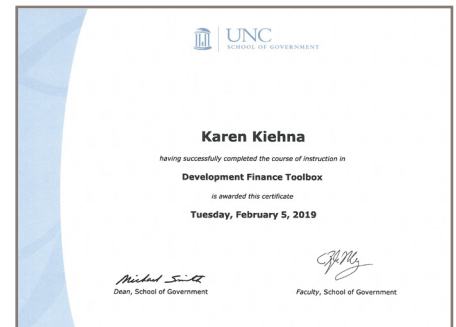 UNC
SCHOOL OF GOVERNMENT
Karen Kiehna
having successfully completed the course of instruction in
Development Finance Toolbox
is awarded this certificate
Tuesday, February 5, 2019
Michael Smith
Dean, School of Government
Faculty, School of Government